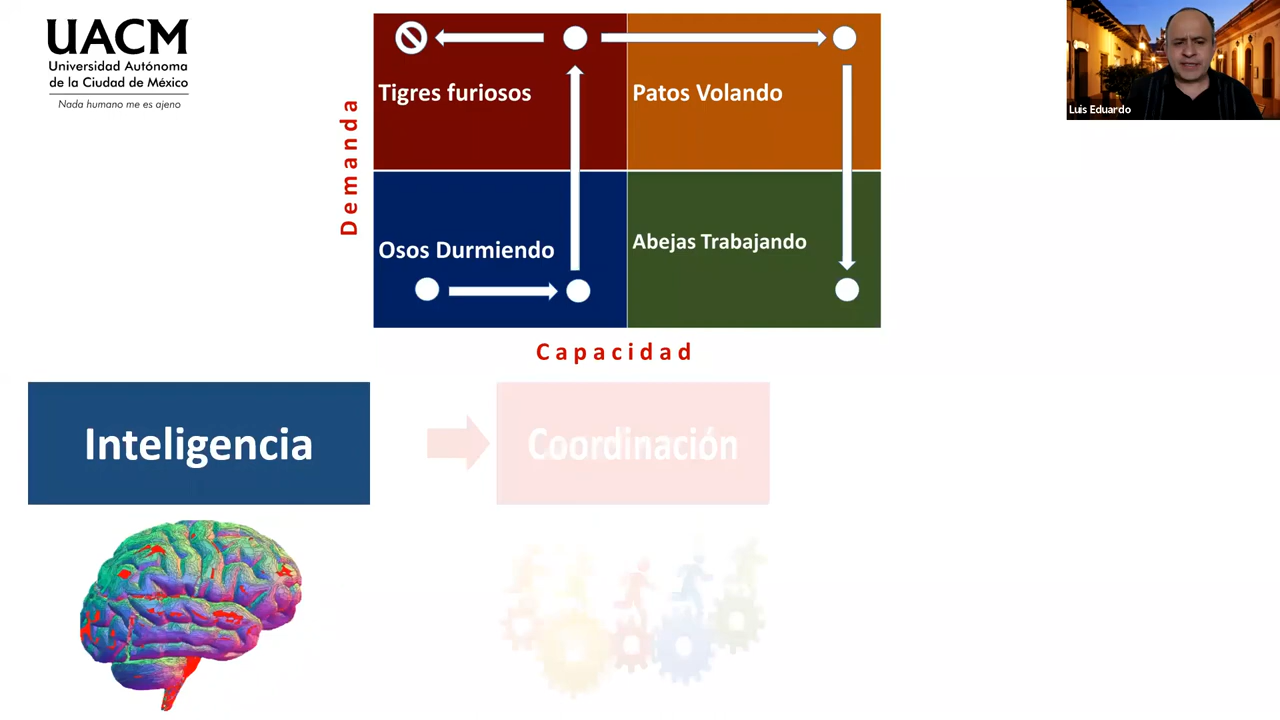 UACM
Universidad Autónoma
de la Ciudad de México
Nada humano me es ajeno
Luis Eduardo
Demanda
Tigres furiosos
Patos Volando
Osos Durmiendo
Abejas Trabajando
Capacidad
Inteligencia
Coordinación